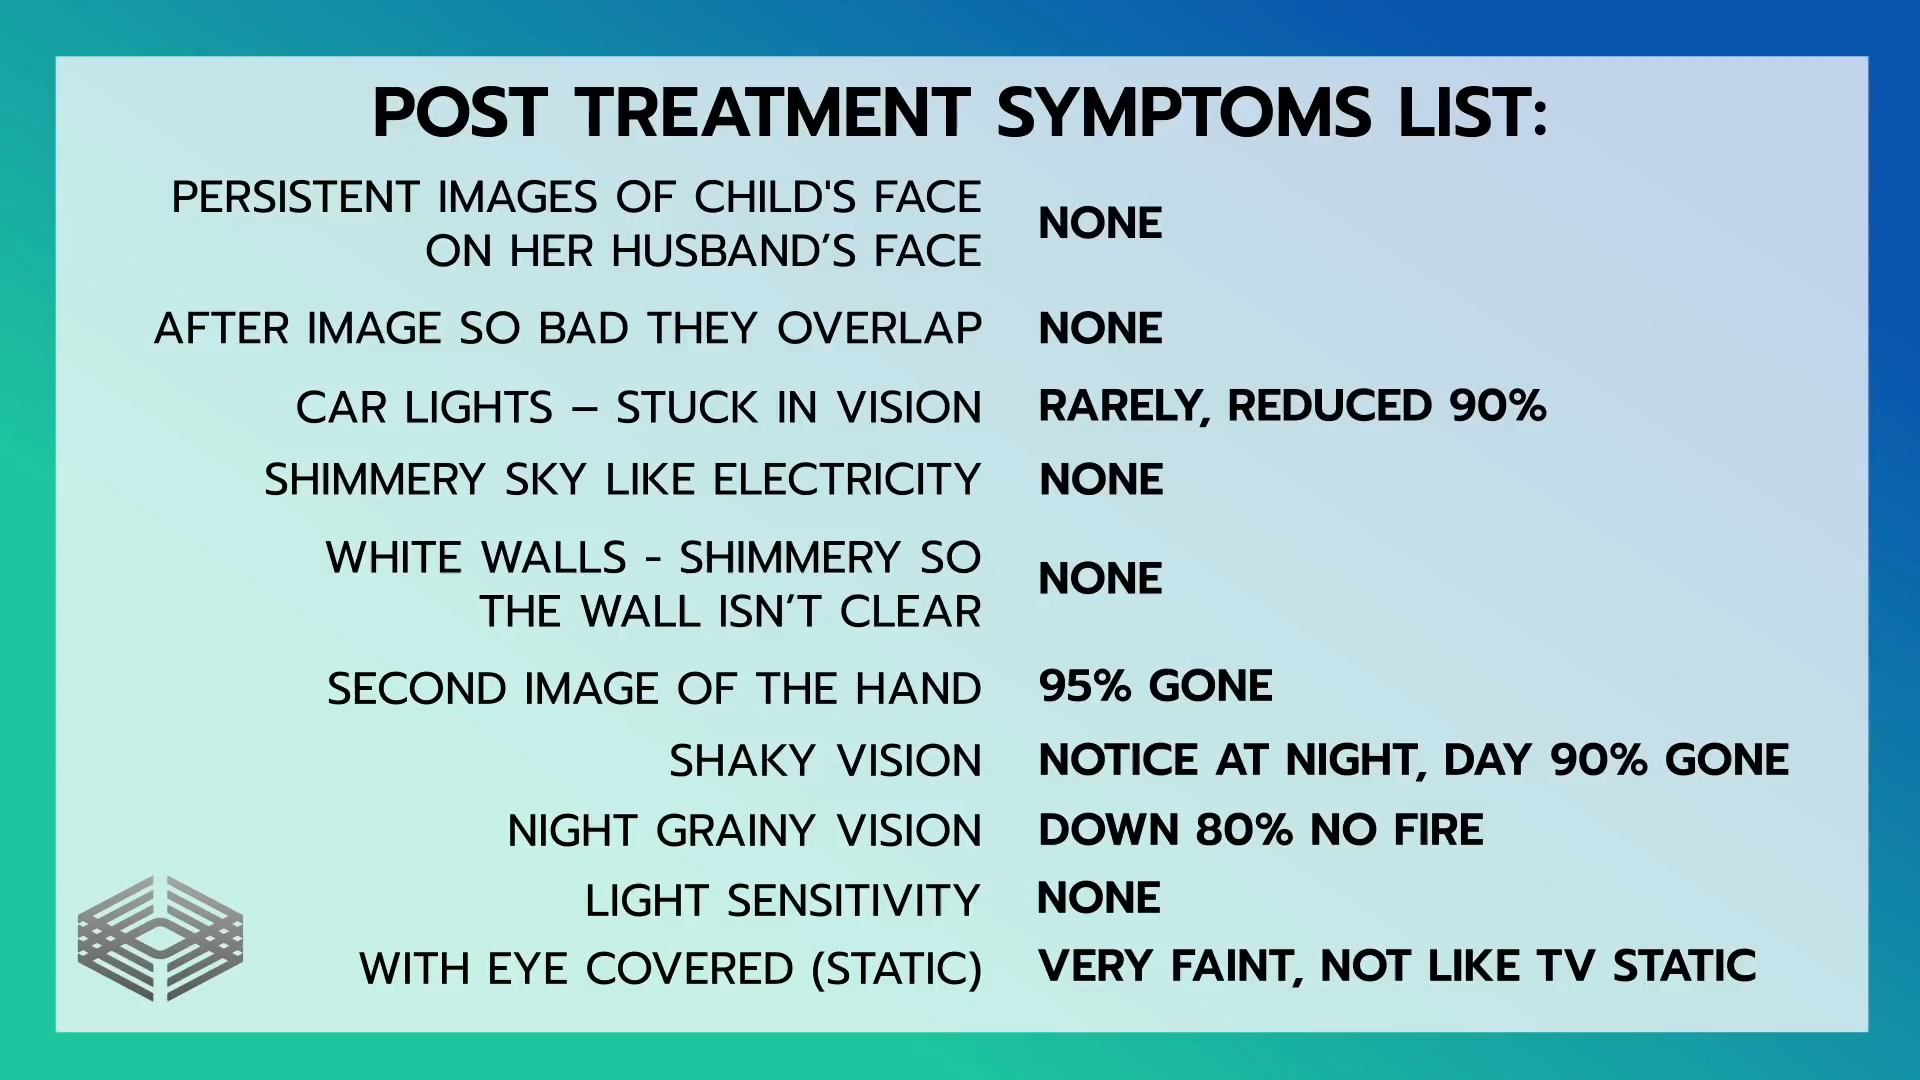 POST TREATMENT SYMPTOMS LIST:
PERSISTENT IMAGES OF CHILD'S FACE
ON HER HUSBAND’S FACE
NONE
AFTER IMAGE SO BAD THEY OVERLAP NONE
CAR LIGHTS – STUCK IN VISION RARELY, REDUCED 90%
SHIMMERY SKY LIKE ELECTRICITY NONE
WHITE WALLS - SHIMMERY SO
THE WALL ISN’T CLEAR
NONE
SECOND IMAGE OF THE HAND 95% GONE
SHAKY VISION NOTICE AT NIGHT, DAY 90% GONE
NIGHT GRAINY VISION DOWN 80% NO FIRE
LIGHT SENSITIVITY NONE
WITH EYE COVERED (STATIC) VERY FAINT, NOT LIKE TV STATIC